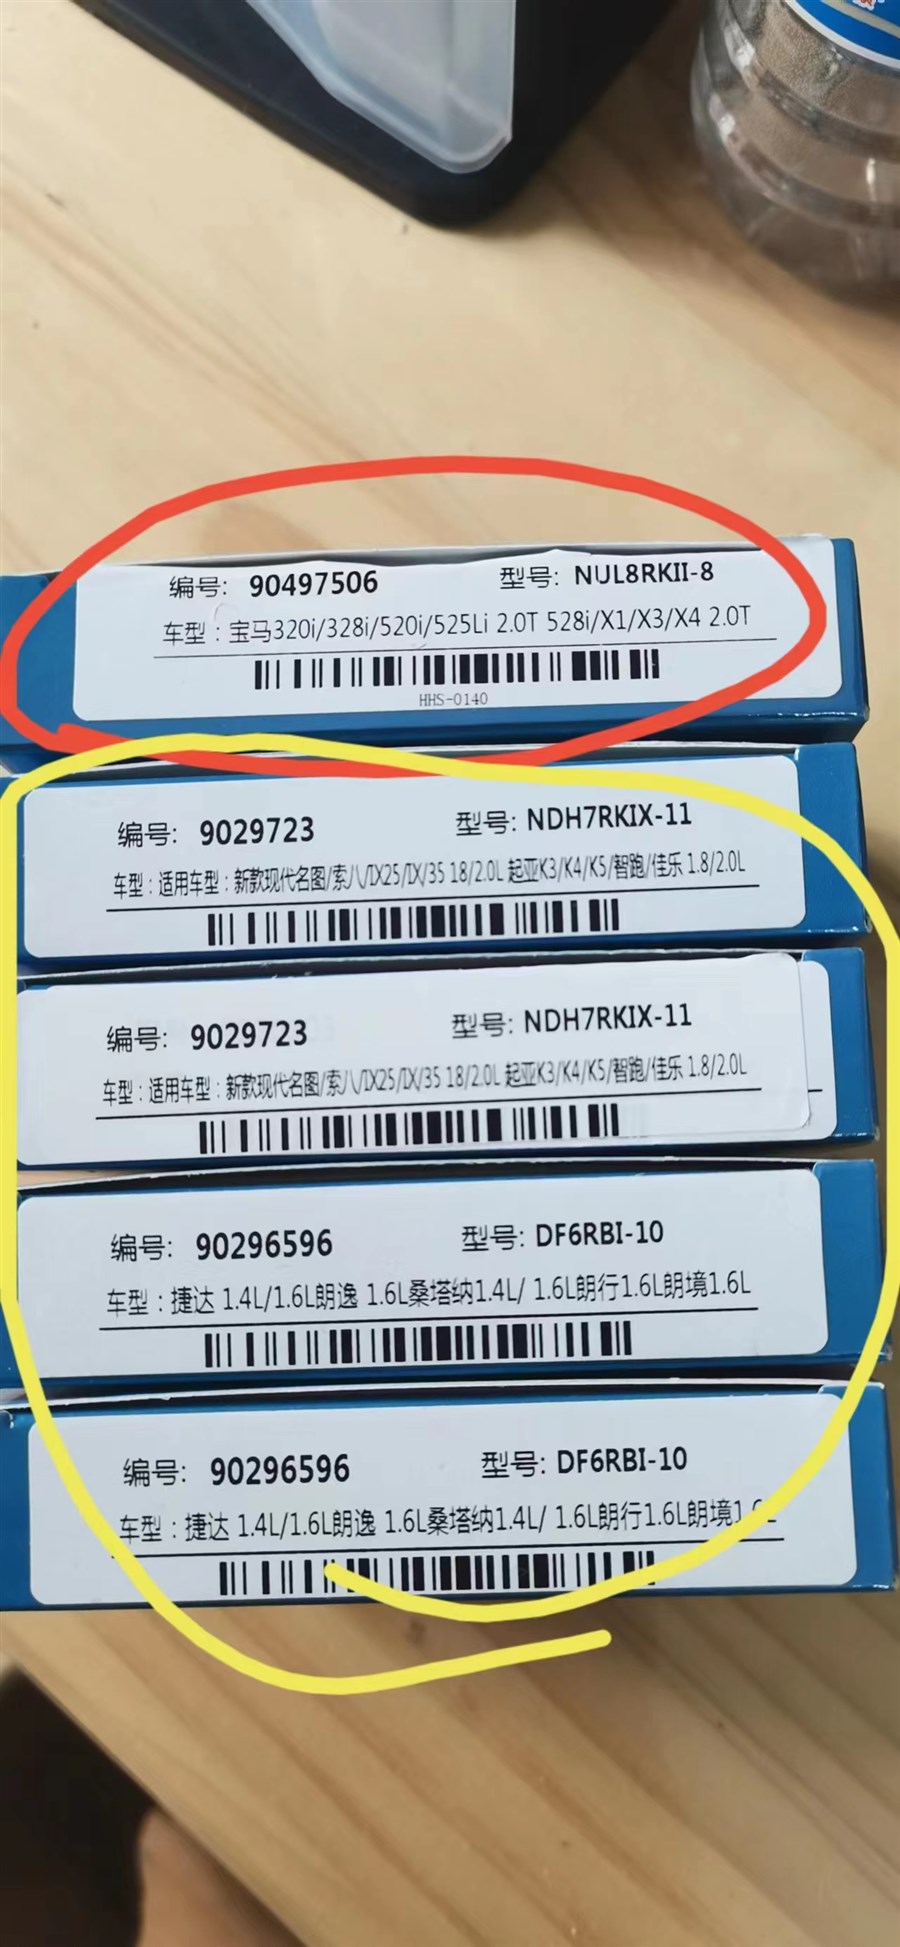 编号: 90497506 型号: NUL8RKII-8
车型：宝马320i/328i/520i/525Li 2.0T 528i/X1/X3/X4 2.0T
HHS-0140
编号: 9029723 型号: NDH7RKIX-11
车型：适用车型：新款现代名图/索八/IX25/IX/35 18/2.0L 起亚K3/K4/K5/智跑/佳乐 1.8/2.0L
编号: 9029723 型号: NDH7RKIX-11
车型：适用车型：新款现代名图/索八/IX25/IX/35 18/2.0L 起亚K3/K4/K5/智跑/佳乐 1.8/2.0L
编号: 90296596 型号: DF6RBI-10
车型：捷达 1.4L/1.6L朗逸 1.6L桑塔纳1.4L/ 1.6L朗行1.6L朗境1.6L
编号: 90296596 型号: DF6RBI-10
车型：捷达 1.4L/1.6L朗逸 1.6L桑塔纳1.4L/ 1.6L朗行1.6L朗境1.6L